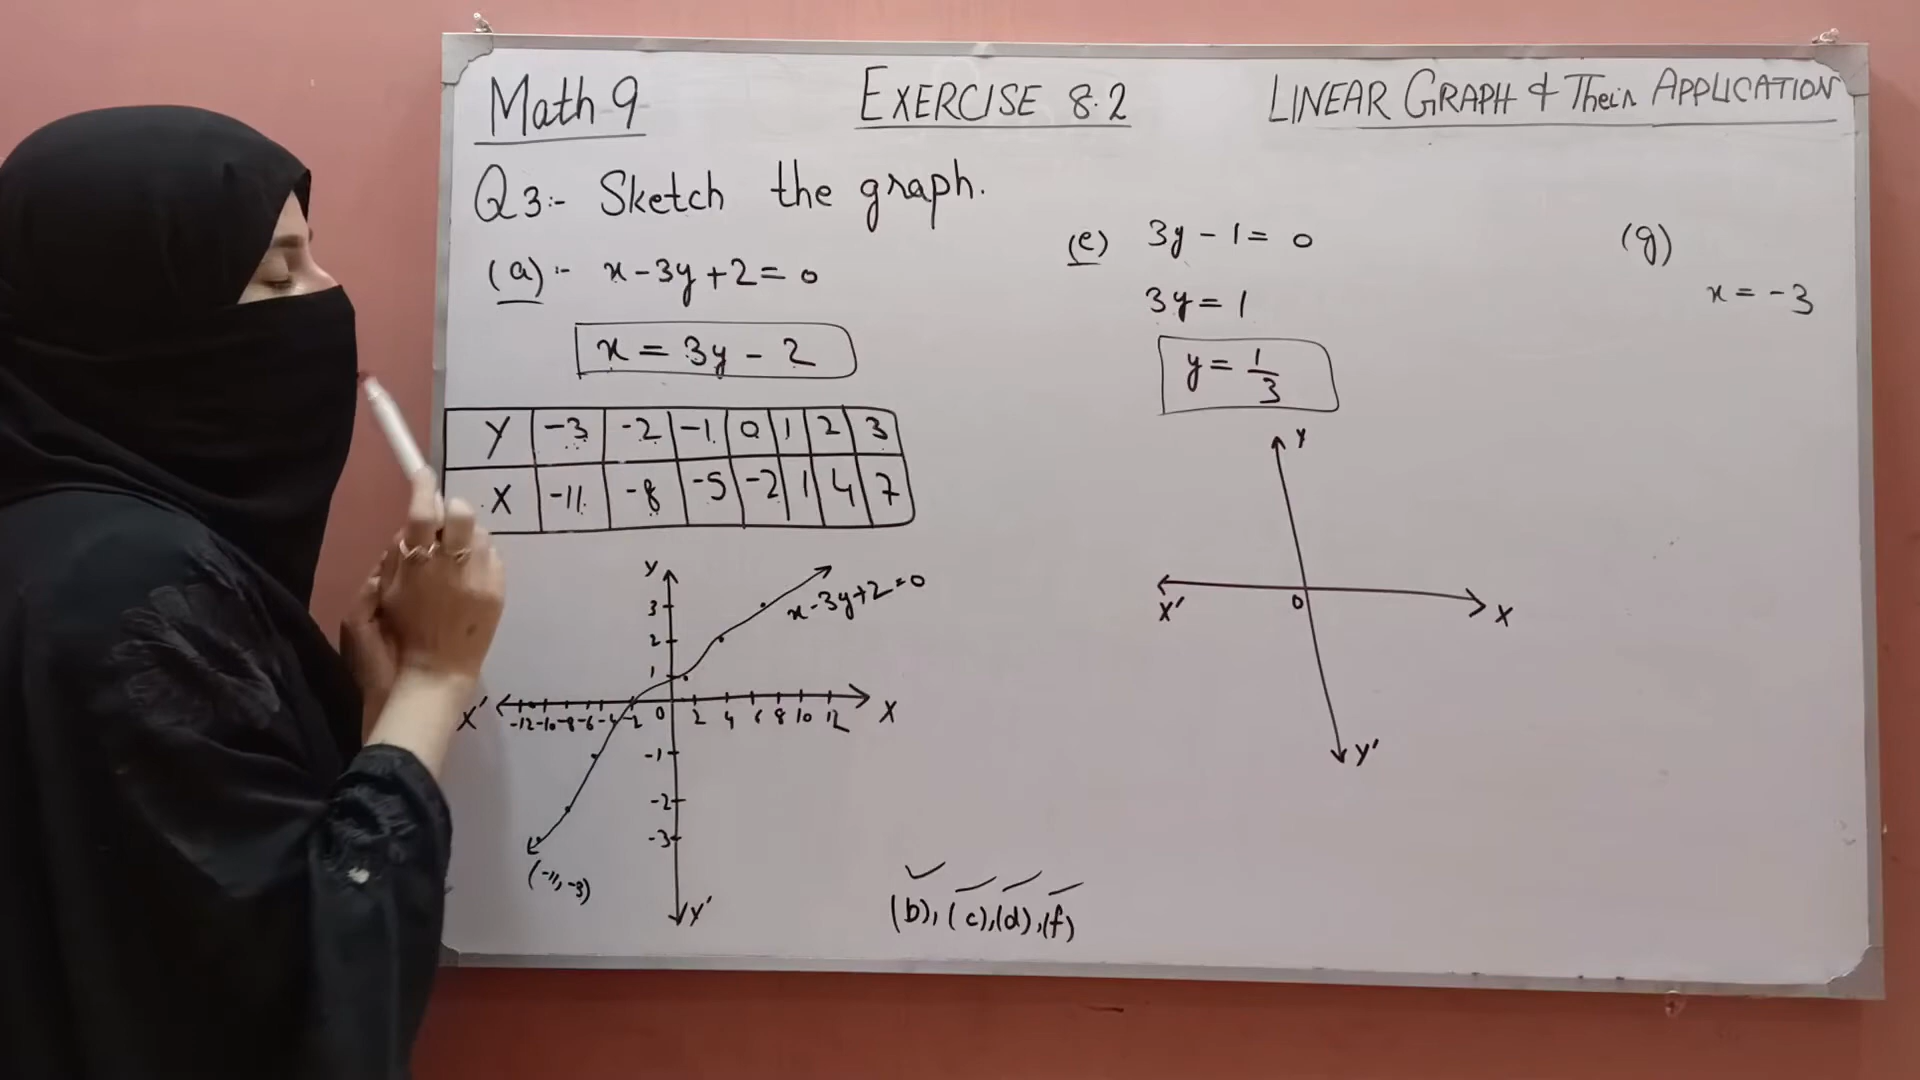 Math 9
EXERCISE 8.2
LINEAR GRAPH & Their APPLICATION
Q3:- Sketch the graph.
(a):- x - 3y + 2 = 0
x = 3y - 2
Y -3 -2 -1 0 1 2 3
X -11 -8 -5 -2 1 4 7
Y
3
2
1
x-3y+2=0
X' -12 -10 -8 -6 -4 -2 0 2 4 6 8 10 12 X
-1
-2
-3
(-11, -3)
Y'
(b), (c), (d), (f)
(e) 3y - 1 = 0
3y = 1
y = 1/3
Y
X' 0 X
Y'
(g)
x = -3